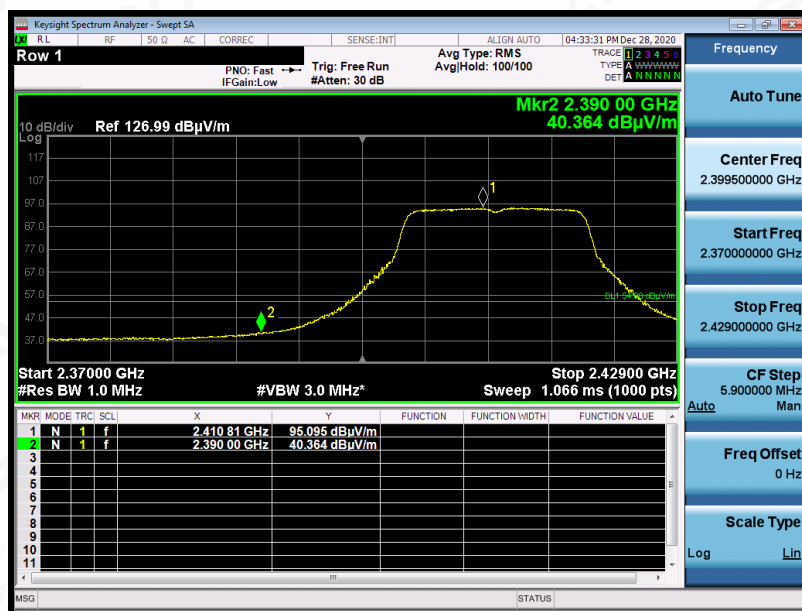 Keysight Spectrum Analyzer - Swept SA
LXI RL RF 50 Ω AC CORREC SENSE:INT ALIGN AUTO 04:33:31 PM Dec 28, 2020
Row 1
PNO: Fast
IFGain:Low
Trig: Free Run
#Atten: 30 dB
Avg Type: RMS
Avg|Hold: 100/100
TRACE 1 2 3 4 5 6
TYPE A WWWWW
DET A N N N N N
Mkr2 2.390 00 GHz
40.364 dBµV/m
10 dB/div Ref 126.99 dBµV/m
Log
117
107
97.0
87.0
77.0
67.0
57.0
47.0
37.0
1
2
Start 2.37000 GHz Stop 2.42900 GHz
#Res BW 1.0 MHz #VBW 3.0 MHz* Sweep 1.066 ms (1000 pts)
MKR MODE TRC SCL X Y FUNCTION FUNCTION WIDTH FUNCTION VALUE
1 N 1 f 2.410 81 GHz 95.095 dBµV/m
2 N 1 f 2.390 00 GHz 40.364 dBµV/m
3
4
5
6
7
8
9
10
11
MSG STATUS
Frequency
Auto Tune
Center Freq
2.399500000 GHz
Start Freq
2.370000000 GHz
Stop Freq
2.429000000 GHz
CF Step
5.900000 MHz
Auto Man
Freq Offset
0 Hz
Scale Type
Log Lin